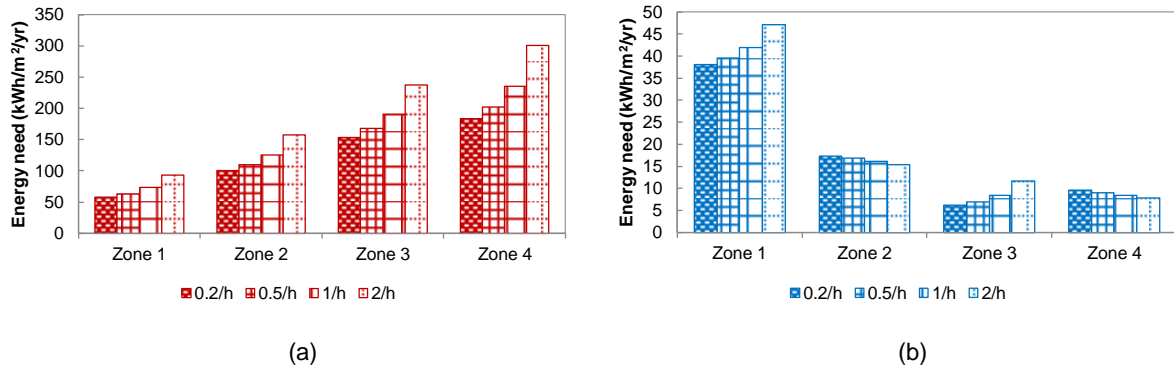 Energy need (kWh/m²/yr)
350
300
250
200
150
100
50
0
Zone 1 Zone 2 Zone 3 Zone 4
0.2/h 0.5/h 1/h 2/h
(a)
Energy need (kWh/m²/yr)
50
45
40
35
30
25
20
15
10
5
0
Zone 1 Zone 2 Zone 3 Zone 4
0.2/h 0.5/h 1/h 2/h
(b)